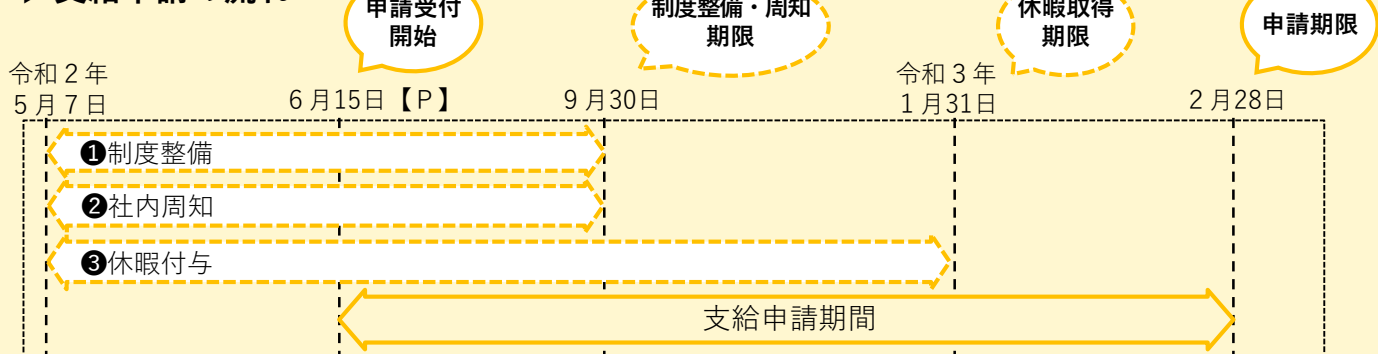 申請受付
開始
制度整備・周知
期限
休暇取得
期限
申請期限
令和２年
５月７日
６月15日【Ｐ】
９月30日
令和３年
１月31日
２月28日
❶制度整備
❷社内周知
❸休暇付与
支給申請期間